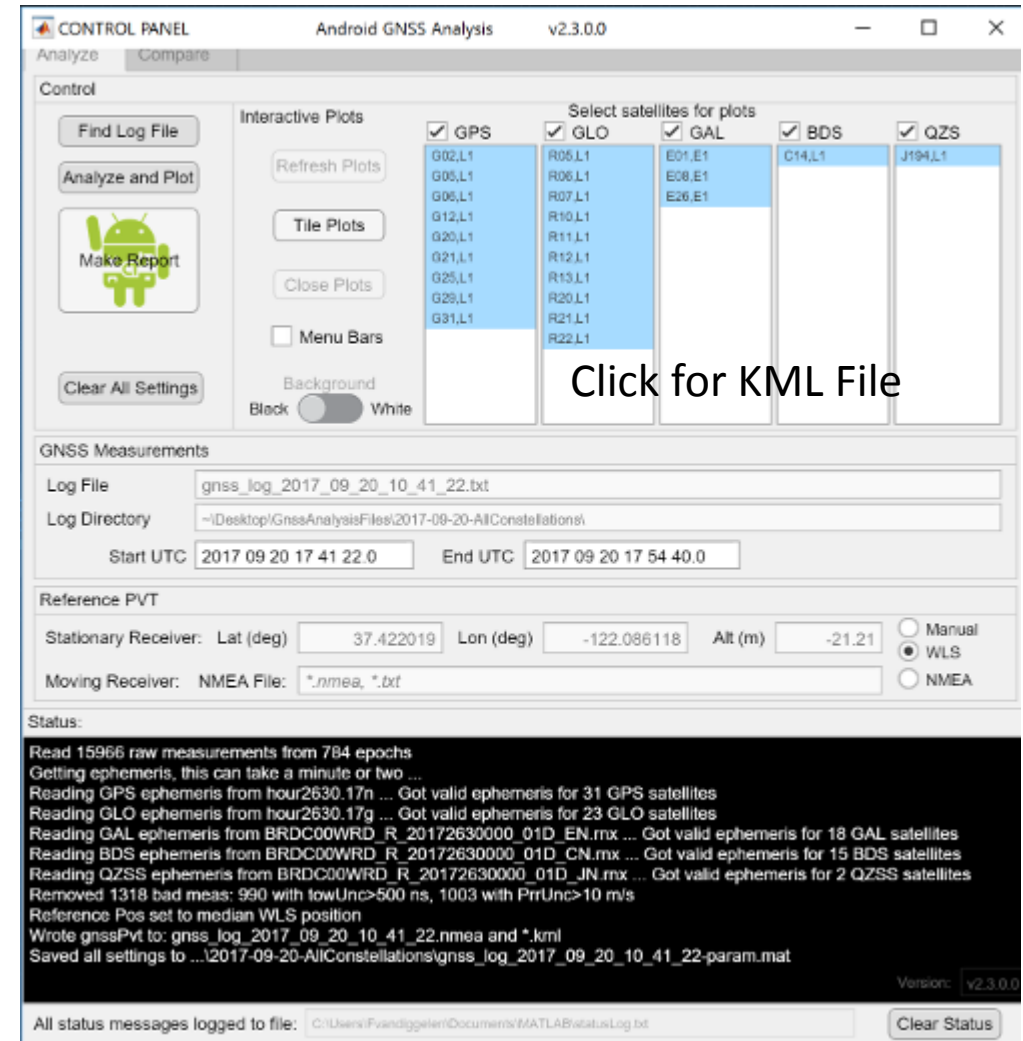 CONTROL PANEL Android GNSS Analysis v2.3.0.0
Analyze Compare
Control
Find Log File
Analyze and Plot
Make Report
Clear All Settings
Interactive Plots
Refresh Plots
Tile Plots
Close Plots
Menu Bars
Background
Black White
Select satellites for plots
GPS GLO GAL BDS QZS
G02,L1 R05,L1 E01,E1 C14,L1 J194,L1
G05,L1 R06,L1 E08,E1
G06,L1 R07,L1 E26,E1
G12,L1 R10,L1
G20,L1 R11,L1
G21,L1 R12,L1
G25,L1 R13,L1
G29,L1 R20,L1
G31,L1 R21,L1
R22,L1
Click for KML File
GNSS Measurements
Log File gnss_log_2017_09_20_10_41_22.txt
Log Directory ~\Desktop\GnssAnalysisFiles\2017-09-20-AllConstellations\
Start UTC 2017 09 20 17 41 22.0 End UTC 2017 09 20 17 54 40.0
Reference PVT
Stationary Receiver: Lat (deg) 37.422019 Lon (deg) -122.086118 Alt (m) -21.21
Manual
WLS
Moving Receiver: NMEA File: *.nmea, *.txt NMEA
Status:
Read 15966 raw measurements from 784 epochs
Getting ephemeris, this can take a minute or two ...
Reading GPS ephemeris from hour2630.17n ... Got valid ephemeris for 31 GPS satellites
Reading GLO ephemeris from hour2630.17g ... Got valid ephemeris for 23 GLO satellites
Reading GAL ephemeris from BRDC00WRD_R_20172630000_01D_EN.rnx ... Got valid ephemeris for 18 GAL satellites
Reading BDS ephemeris from BRDC00WRD_R_20172630000_01D_CN.rnx ... Got valid ephemeris for 15 BDS satellites
Reading QZSS ephemeris from BRDC00WRD_R_20172630000_01D_JN.rnx ... Got valid ephemeris for 2 QZSS satellites
Removed 1318 bad meas: 990 with towUnc>500 ns, 1003 with PrrUnc>10 m/s
Reference Pos set to median WLS position
Wrote gnssPvt to: gnss_log_2017_09_20_10_41_22.nmea and *.kml
Saved all settings to ...\2017-09-20-AllConstellations\gnss_log_2017_09_20_10_41_22-param.mat
Version: v2.3.0.0
All status messages logged to file: C:\Users\Fvandiggelen\Documents\MATLAB\statusLog.txt Clear Status